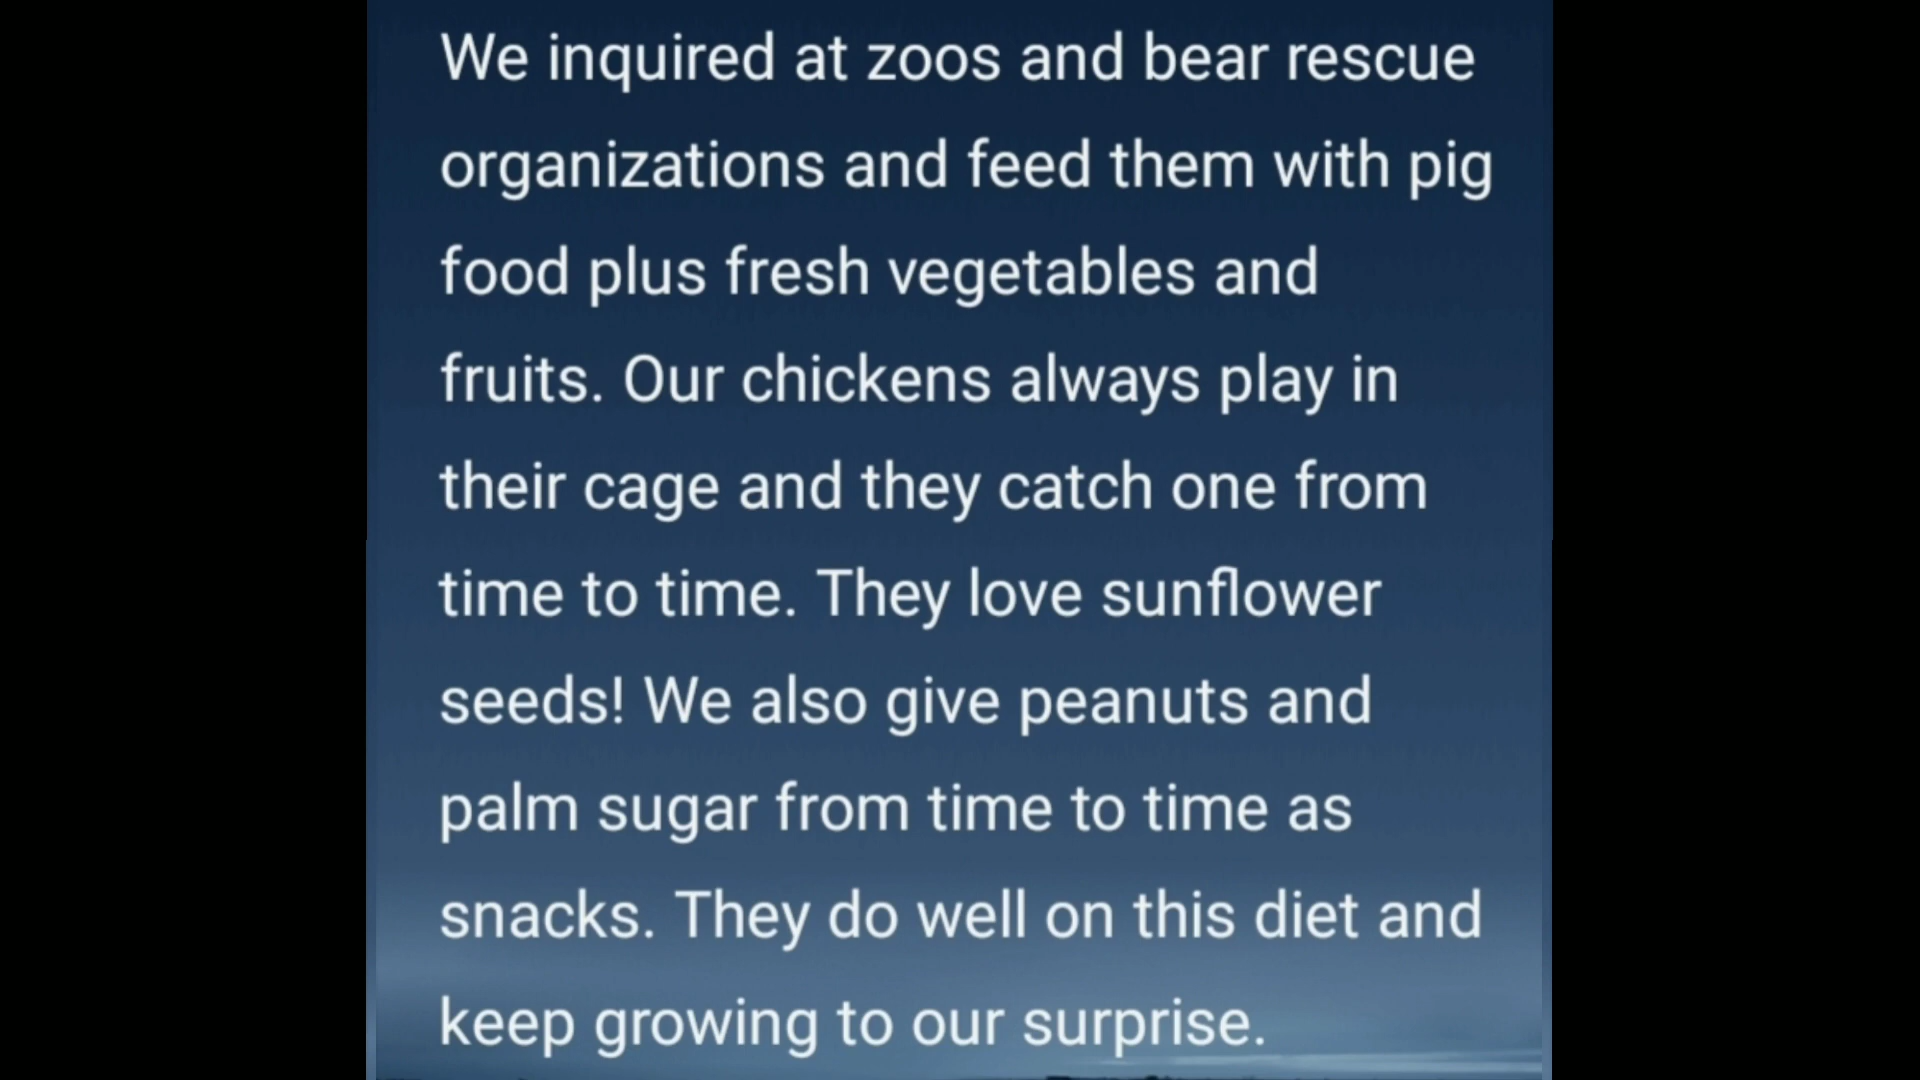 We inquired at zoos and bear rescue
organizations and feed them with pig
food plus fresh vegetables and
fruits. Our chickens always play in
their cage and they catch one from
time to time. They love sunflower
seeds! We also give peanuts and
palm sugar from time to time as
snacks. They do well on this diet and
keep growing to our surprise.